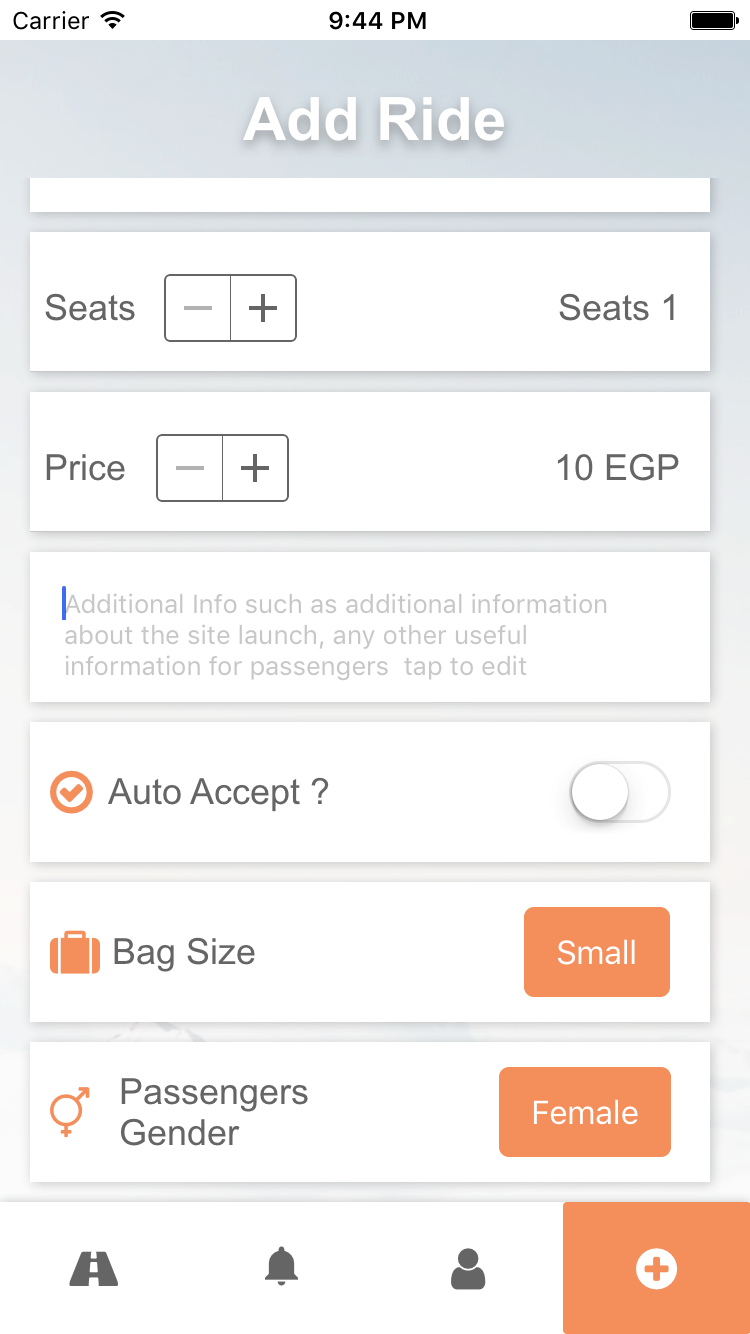 Carrier 9:44 PM
Add Ride
Seats Seats 1
Price 10 EGP
Additional Info such as additional information
about the site launch, any other useful
information for passengers  tap to edit
Auto Accept ?
Bag Size Small
Passengers
Gender
Female